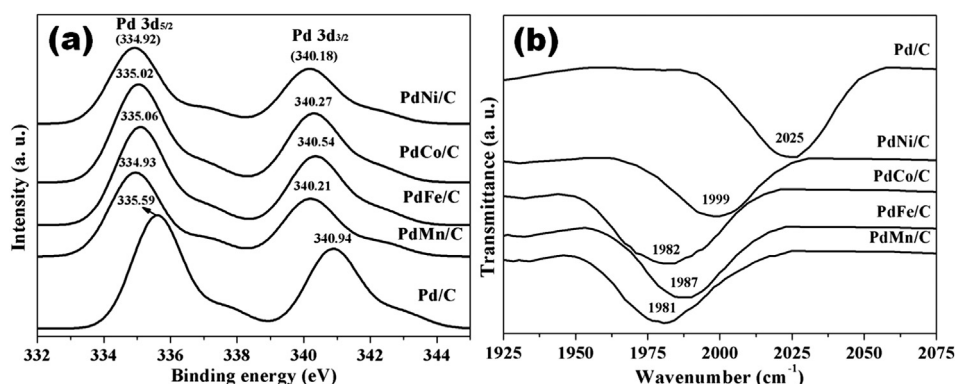 (a)
Pd 3d5/2
(334.92)
Pd 3d3/2
(340.18)
335.02
PdNi/C
340.27
335.06
PdCo/C
340.54
334.93
PdFe/C
340.21
335.59
PdMn/C
340.94
Pd/C
Intensity (a. u.)
332 334 336 338 340 342 344
Binding energy (eV)
(b)
Pd/C
2025
PdNi/C
1999
PdCo/C
1982
PdFe/C
1987
PdMn/C
1981
Transmittance (a. u.)
1925 1950 1975 2000 2025 2050 2075
Wavenumber (cm-1)